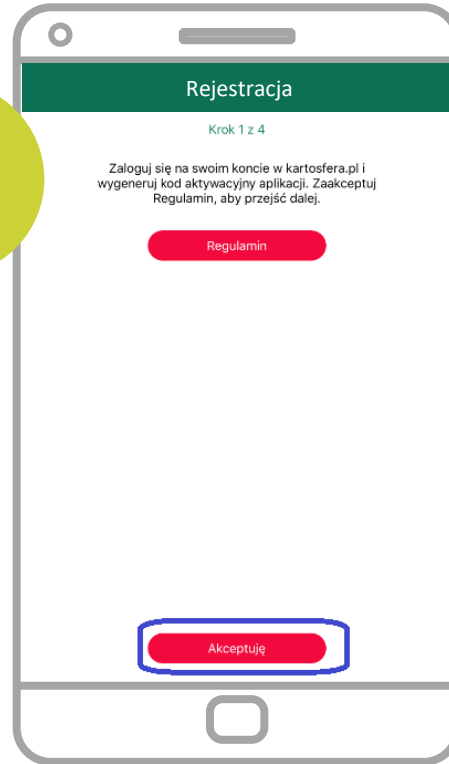 Rejestracja
Krok 1 z 4
Zaloguj się na swoim koncie w kartosfera.pl i
wygeneruj kod aktywacyjny aplikacji. Zaakceptuj
Regulamin, aby przejść dalej.
Regulamin
Akceptuję